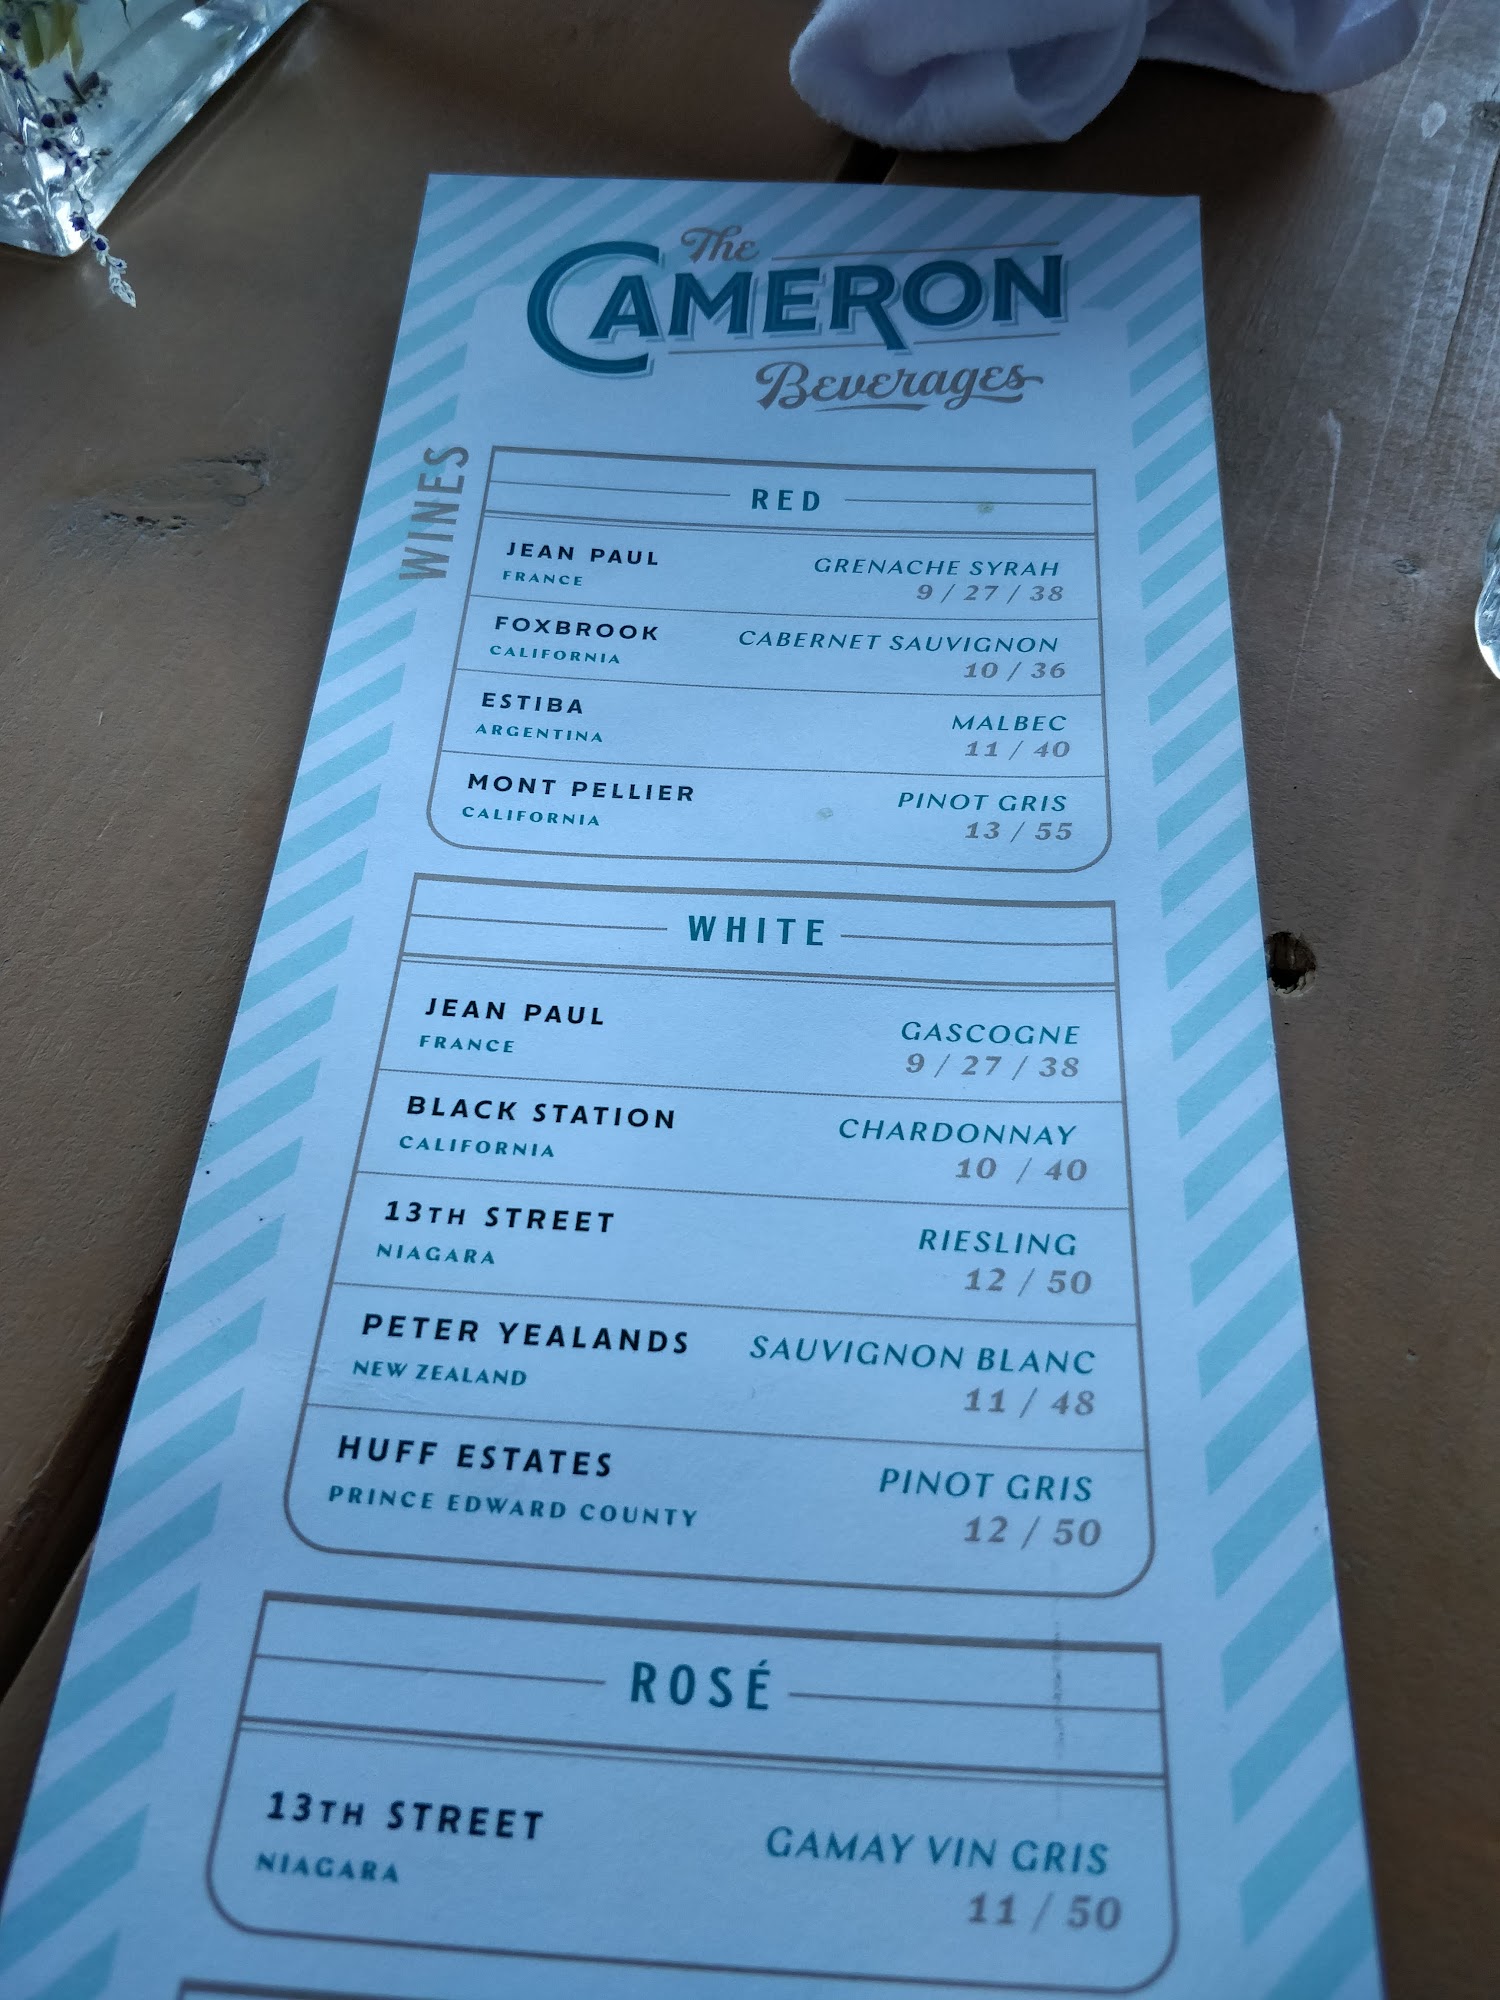 The
CAMERON
Beverages
WINES
RED
JEAN PAUL GRENACHE SYRAH
FRANCE 9 / 27 / 38
FOXBROOK CABERNET SAUVIGNON
CALIFORNIA 10 / 36
ESTIBA MALBEC
ARGENTINA 11 / 40
MONT PELLIER PINOT GRIS
CALIFORNIA 13 / 55
WHITE
JEAN PAUL GASCOGNE
FRANCE 9 / 27 / 38
BLACK STATION CHARDONNAY
CALIFORNIA 10 / 40
13TH STREET RIESLING
NIAGARA 12 / 50
PETER YEALANDS SAUVIGNON BLANC
NEW ZEALAND 11 / 48
HUFF ESTATES PINOT GRIS
PRINCE EDWARD COUNTY 12 / 50
ROSÉ
13TH STREET GAMAY VIN GRIS
NIAGARA 11 / 50